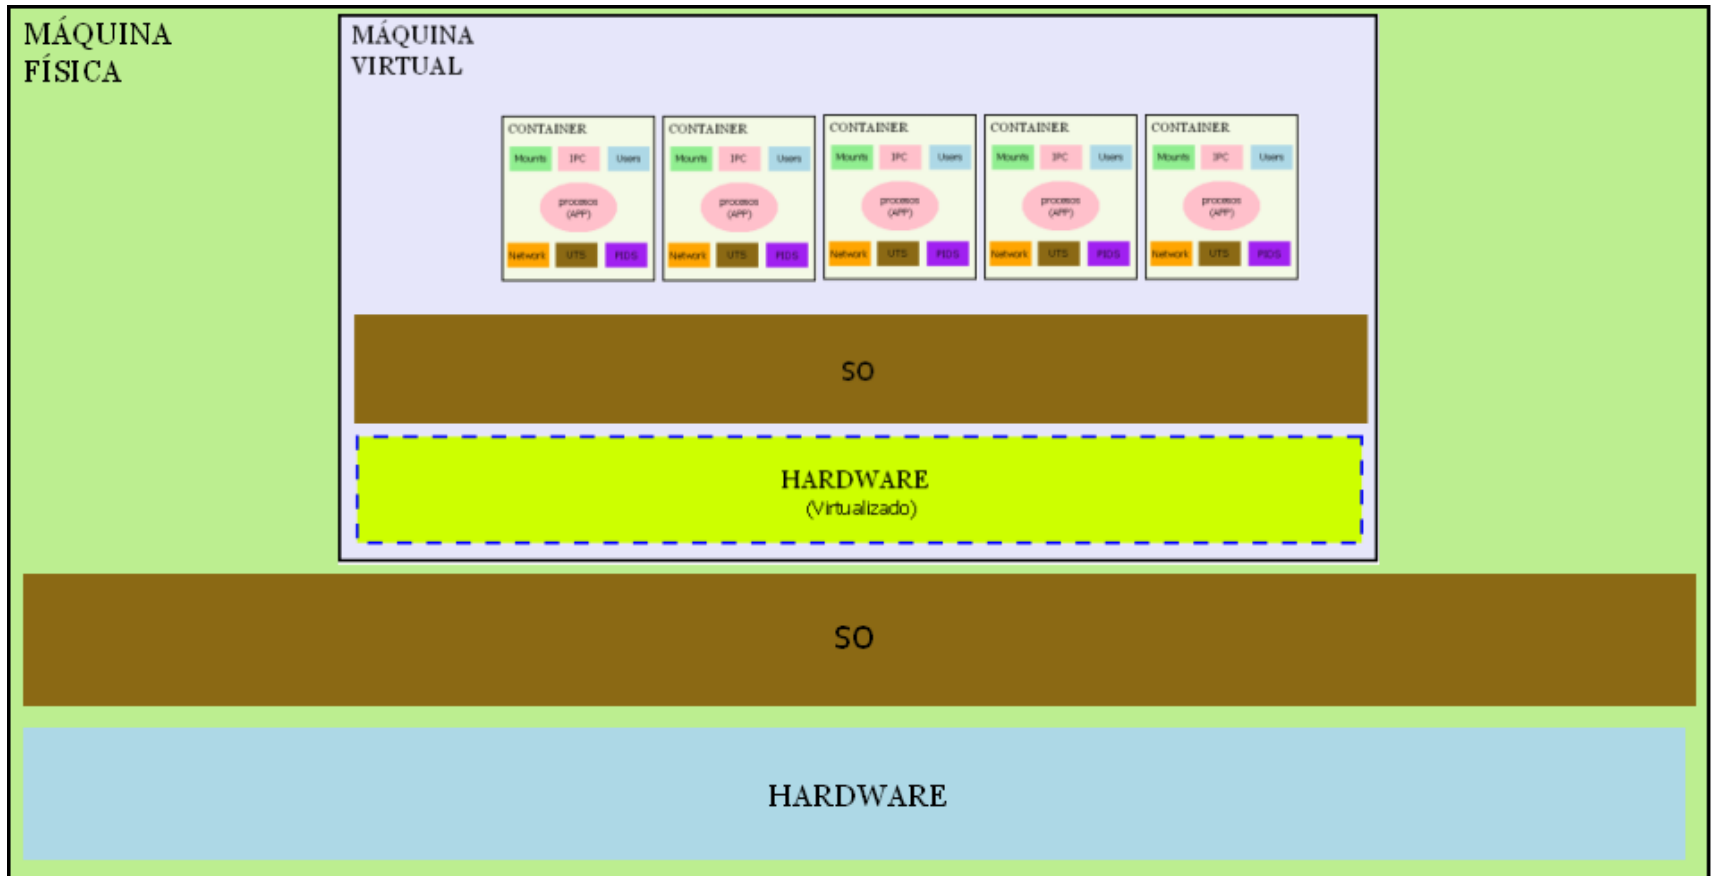 MÁQUINA
FÍSICA
MÁQUINA
VIRTUAL
CONTAINER
Mounts IPC Users
procesos
(APP)
Network UTS PIDS
CONTAINER
Mounts IPC Users
procesos
(APP)
Network UTS PIDS
CONTAINER
Mounts IPC Users
procesos
(APP)
Network UTS PIDS
CONTAINER
Mounts IPC Users
procesos
(APP)
Network UTS PIDS
CONTAINER
Mounts IPC Users
procesos
(APP)
Network UTS PIDS
SO
HARDWARE
(Virtualizado)
SO
HARDWARE